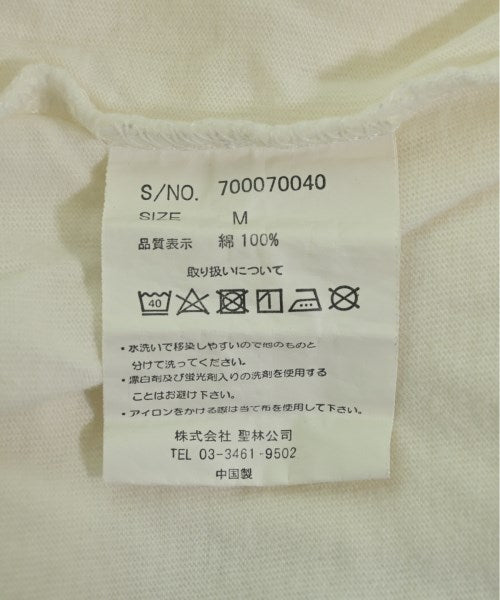 S/NO. 700070040
SIZE M
品質表示 綿100%
取り扱いについて
40
・水洗いで移染しやすいので他のものと
分けて洗ってください。
・漂白剤及び蛍光剤入りの洗剤を使用する
ことはお避け下さい。
・アイロンをかける際は当て布を使用して下さい。
株式会社 聖林公司
TEL 03-3461-9502
中国製